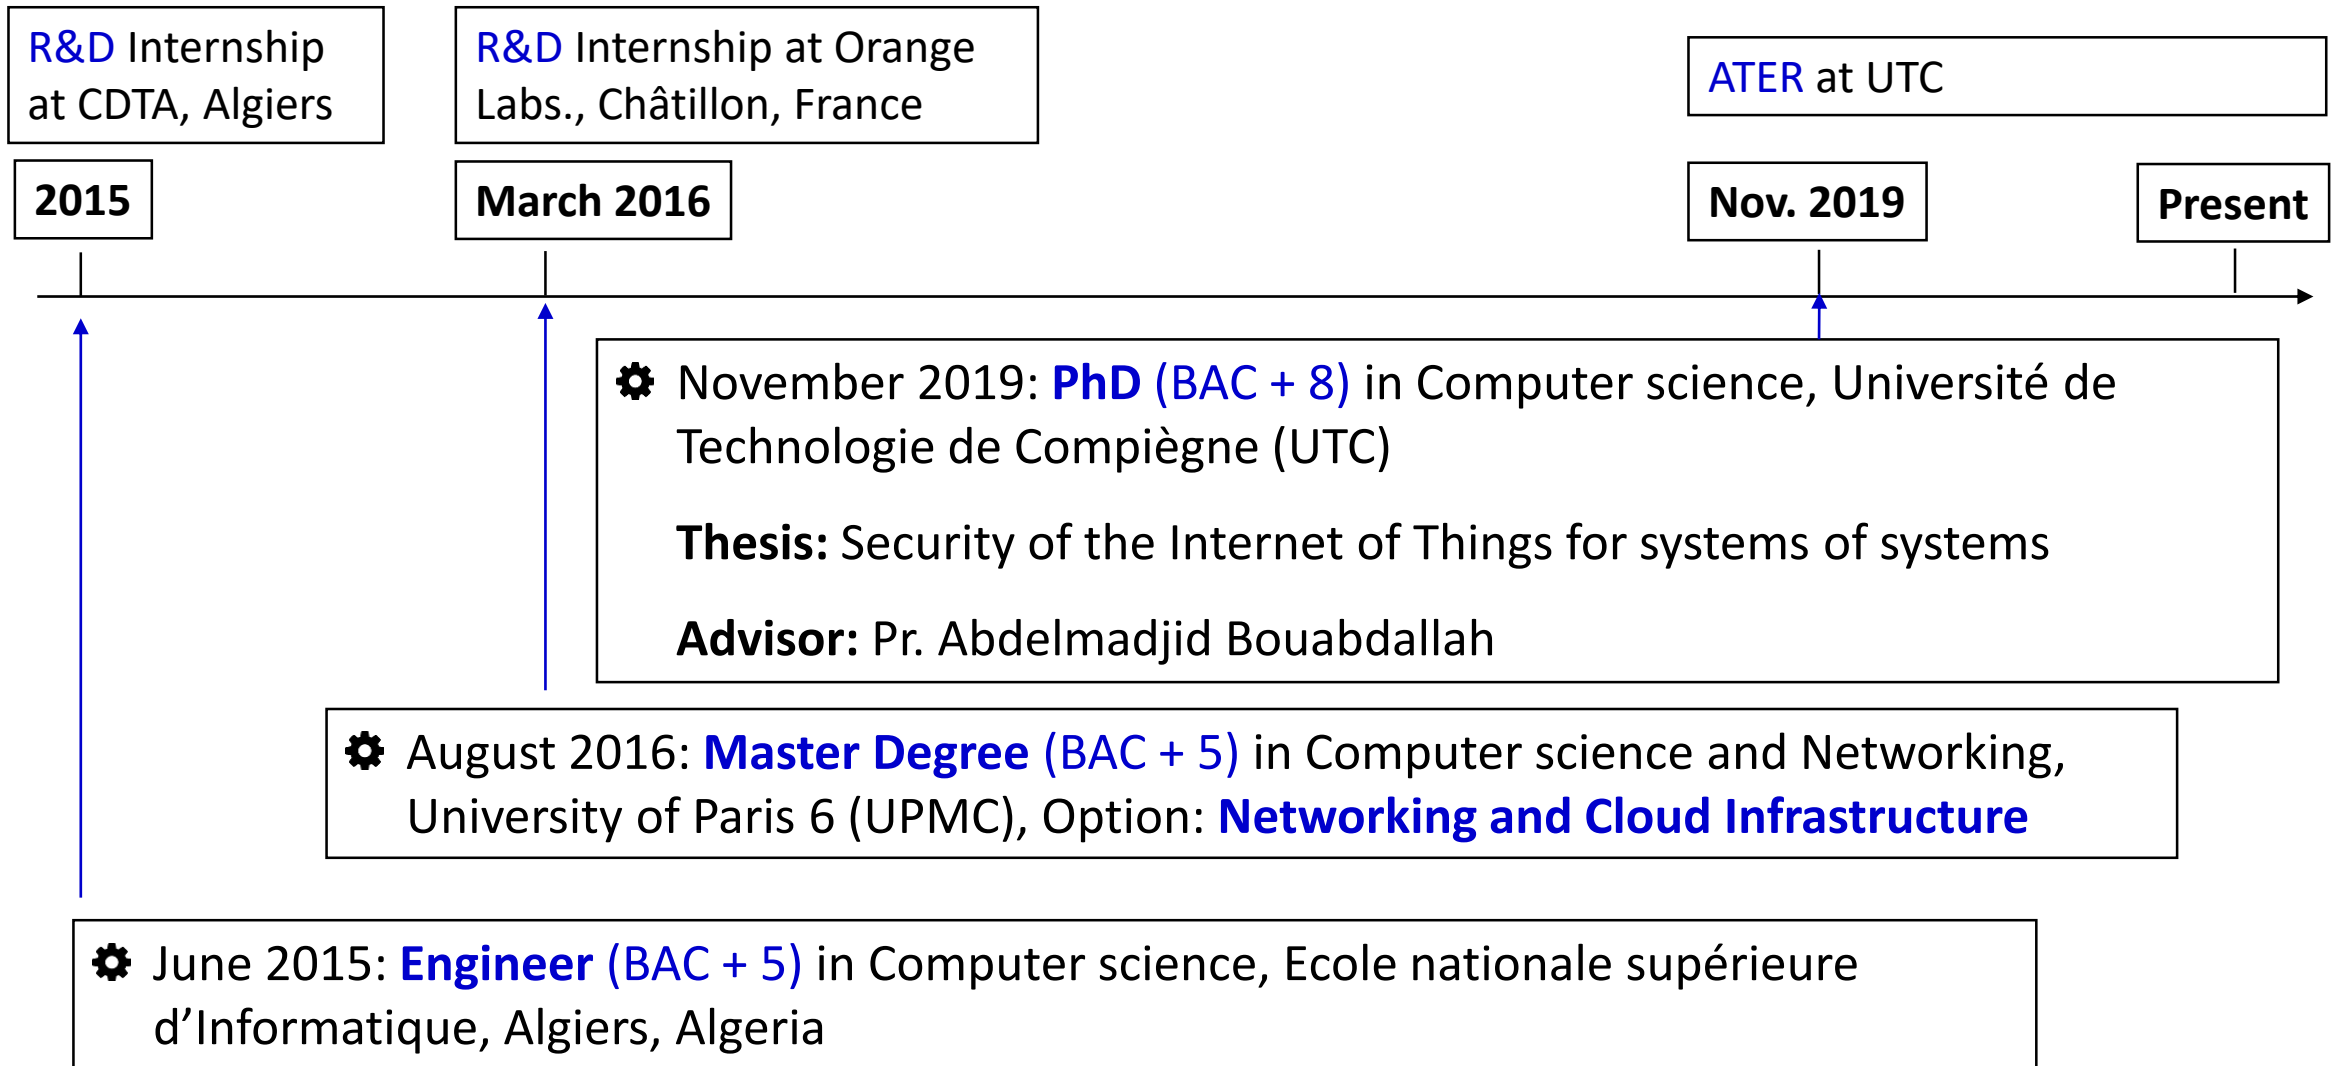 R&D Internship
at CDTA, Algiers
R&D Internship at Orange
Labs., Châtillon, France
ATER at UTC
2015
March 2016
Nov. 2019
Present
November 2019: PhD (BAC + 8) in Computer science, Université de
Technologie de Compiègne (UTC)
Thesis: Security of the Internet of Things for systems of systems
Advisor: Pr. Abdelmadjid Bouabdallah
August 2016: Master Degree (BAC + 5) in Computer science and Networking,
University of Paris 6 (UPMC), Option: Networking and Cloud Infrastructure
June 2015: Engineer (BAC + 5) in Computer science, Ecole nationale supérieure
d’Informatique, Algiers, Algeria